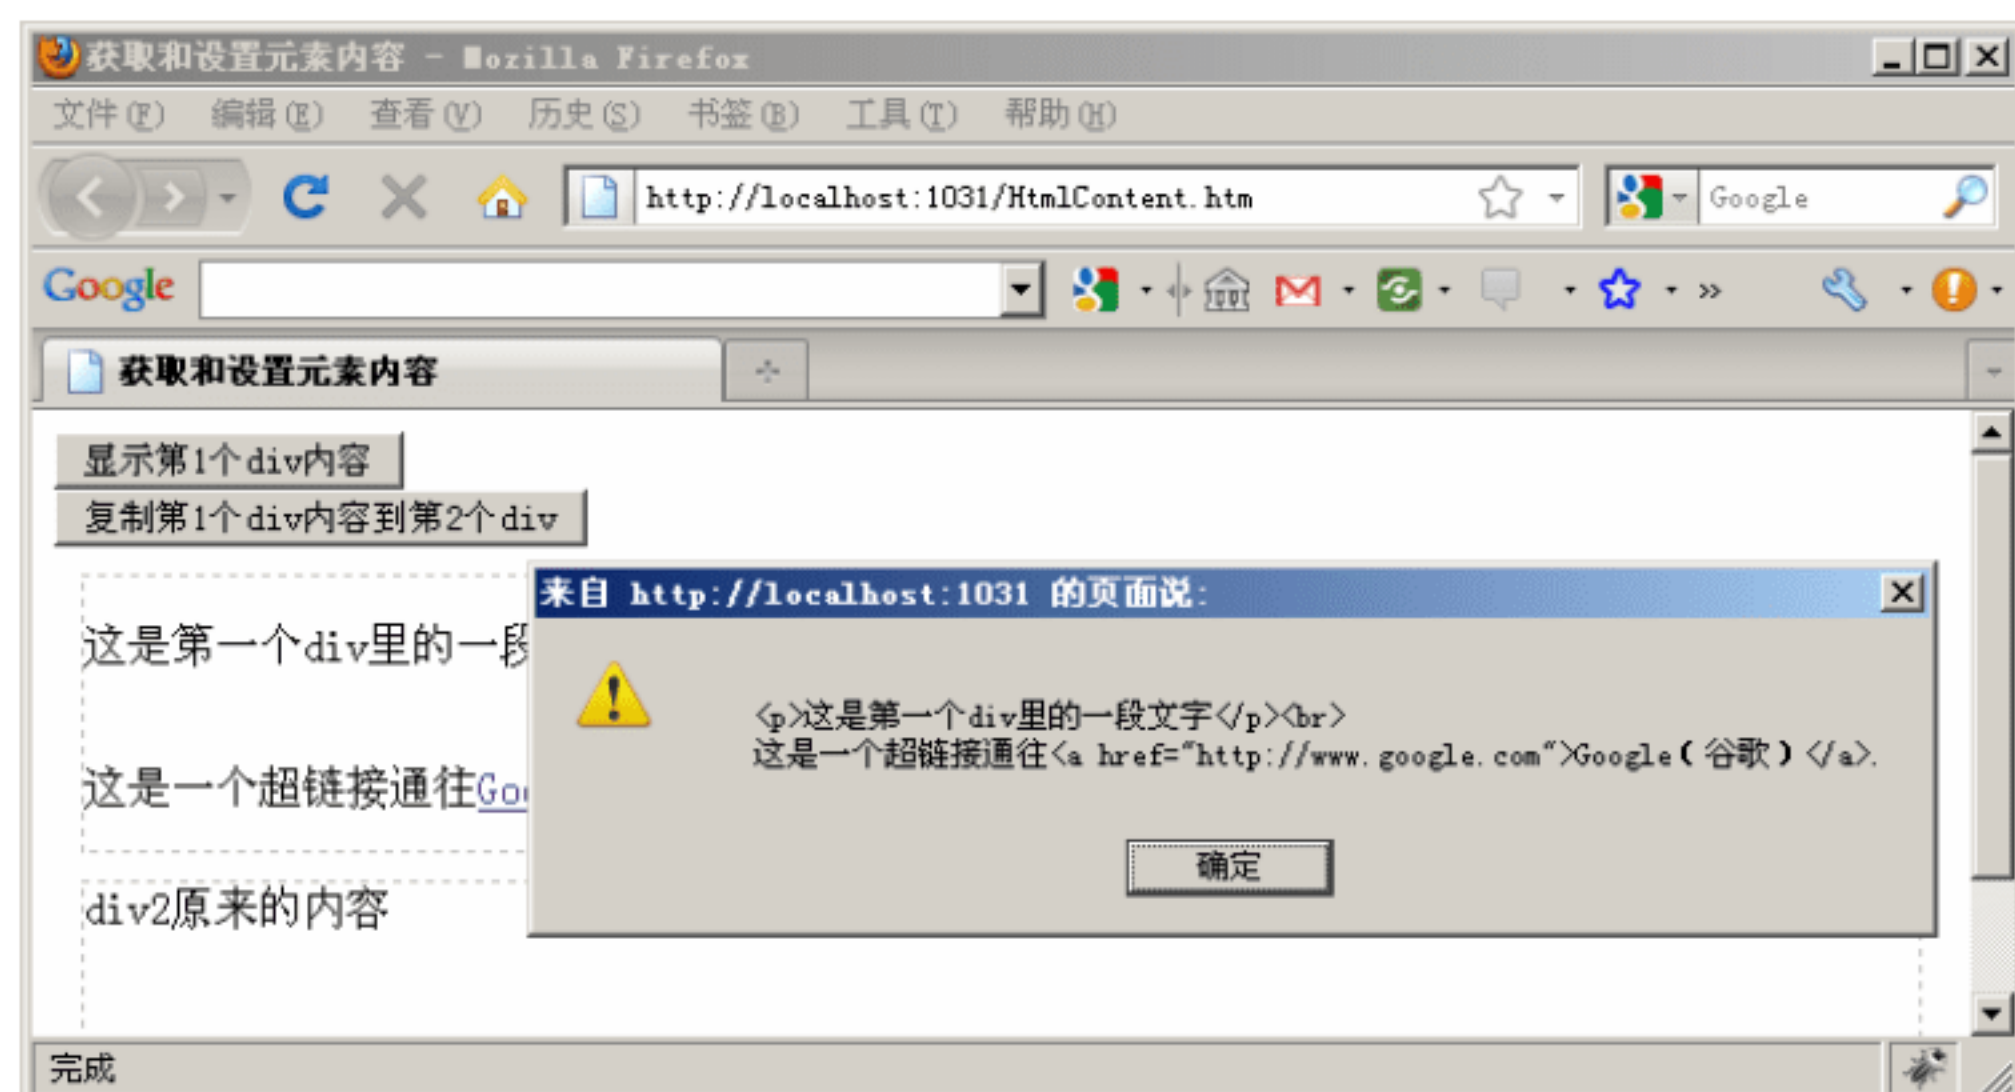 获取和设置元素内容 - Mozilla Firefox
文件(F) 编辑(E) 查看(V) 历史(S) 书签(B) 工具(T) 帮助(H)
http://localhost:1031/HtmlContent.htm Google
Google
获取和设置元素内容
显示第1个div内容
复制第1个div内容到第2个div
来自 http://localhost:1031 的页面说:
这是第一个div里的一段
<p>这是第一个div里的一段文字</p><br>
这是一个超链接通往<a href="http://www.google.com">Google(谷歌)</a>.
这是一个超链接通往Goo
确定
div2原来的内容
完成